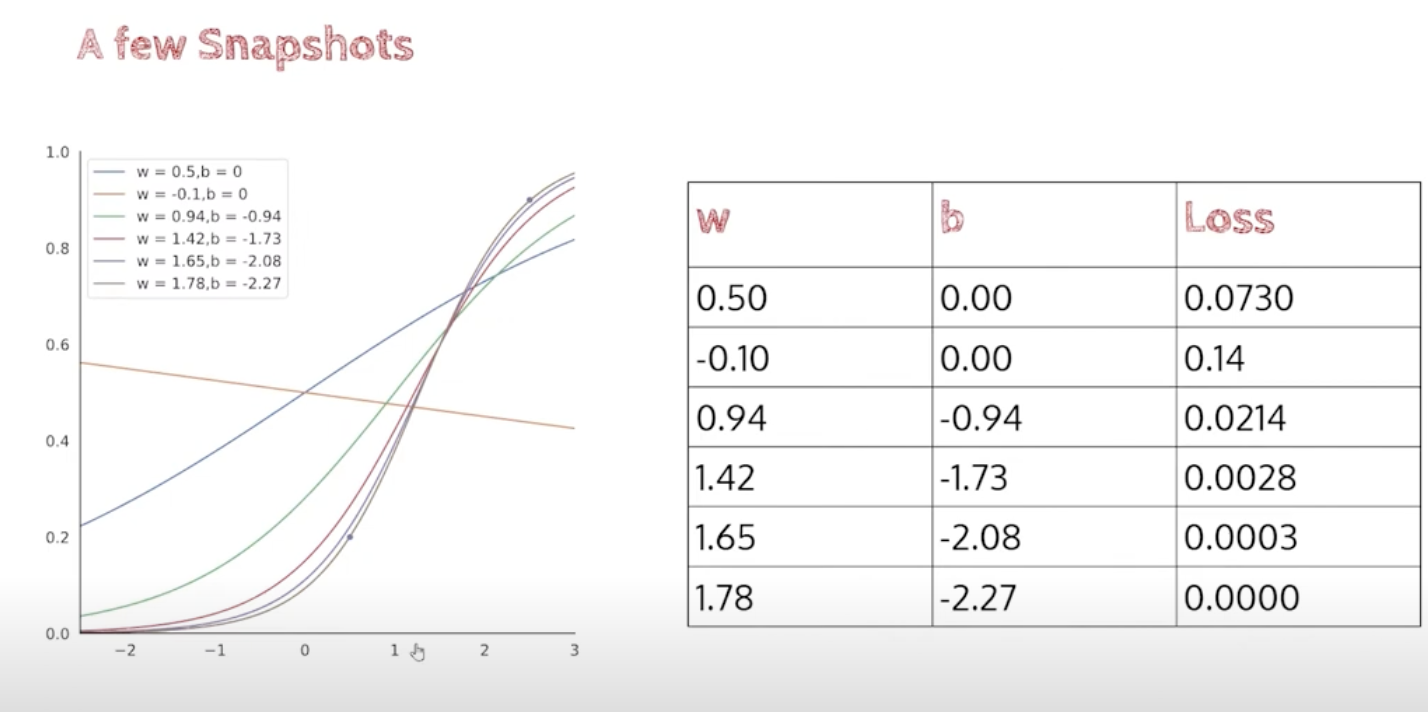 A few Snapshots
1.0
0.8
0.6
0.4
0.2
0.0
w = 0.5,b = 0
w = -0.1,b = 0
w = 0.94,b = -0.94
w = 1.42,b = -1.73
w = 1.65,b = -2.08
w = 1.78,b = -2.27
−2 −1 0 1 2 3
w b Loss
0.50 0.00 0.0730
-0.10 0.00 0.14
0.94 -0.94 0.0214
1.42 -1.73 0.0028
1.65 -2.08 0.0003
1.78 -2.27 0.0000